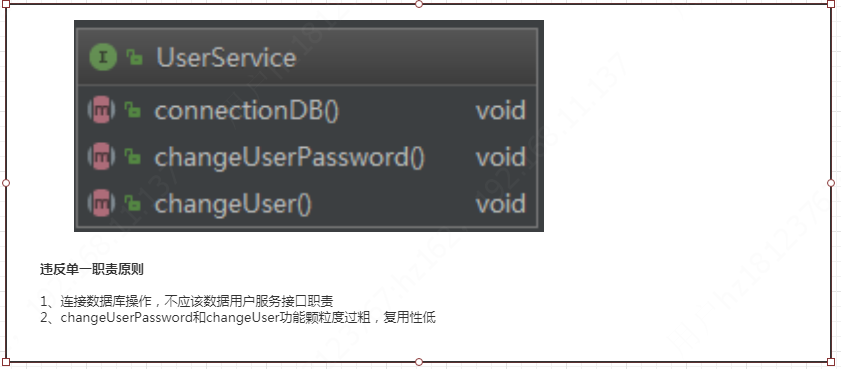 I UserService
m connectionDB() void
m changeUserPassword() void
m changeUser() void
违反单一职责原则
1、连接数据库操作，不应该数据用户服务接口职责
2、changeUserPassword和changeUser功能颗粒度过粗，复用性低